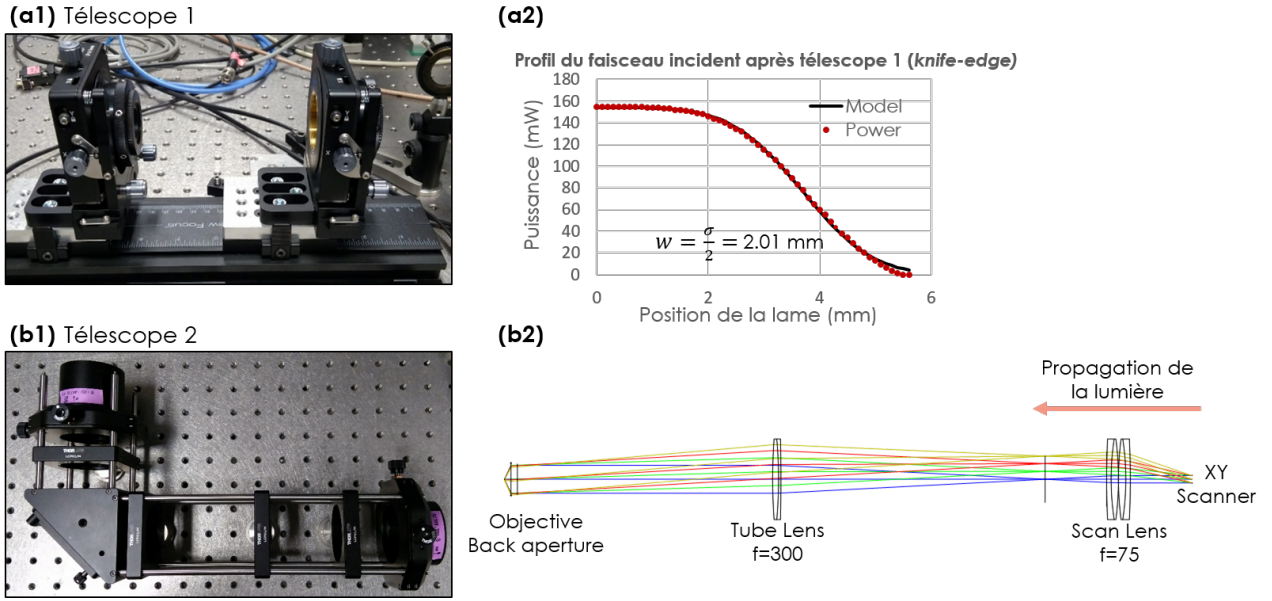 (a1) Télescope 1
(a2)
Profil du faisceau incident après télescope 1 (knife-edge)
180
160
140
120
100
80
60
40
20
0
Puissance (mW)
Model
Power
w = σ/2 = 2.01 mm
0 2 4 6
Position de la lame (mm)
New Focus
(b1) Télescope 2
(b2)
Propagation de
la lumière
XY
Scanner
Objective
Back aperture
Tube Lens
f=300
Scan Lens
f=75